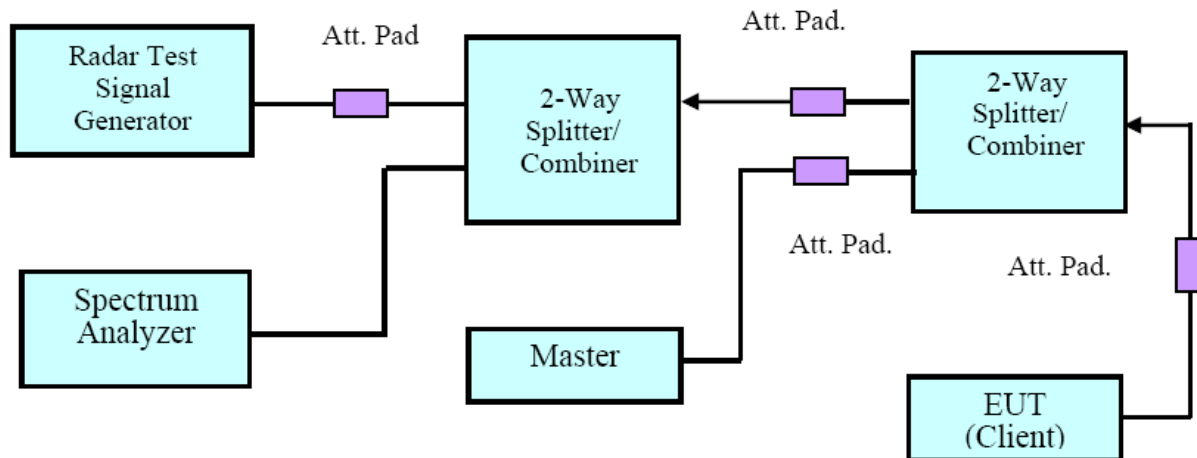 Radar Test
Signal
Generator
Att. Pad
2-Way
Splitter/
Combiner
Att. Pad.
2-Way
Splitter/
Combiner
Att. Pad.
Att. Pad.
Spectrum
Analyzer
Master
EUT
(Client)